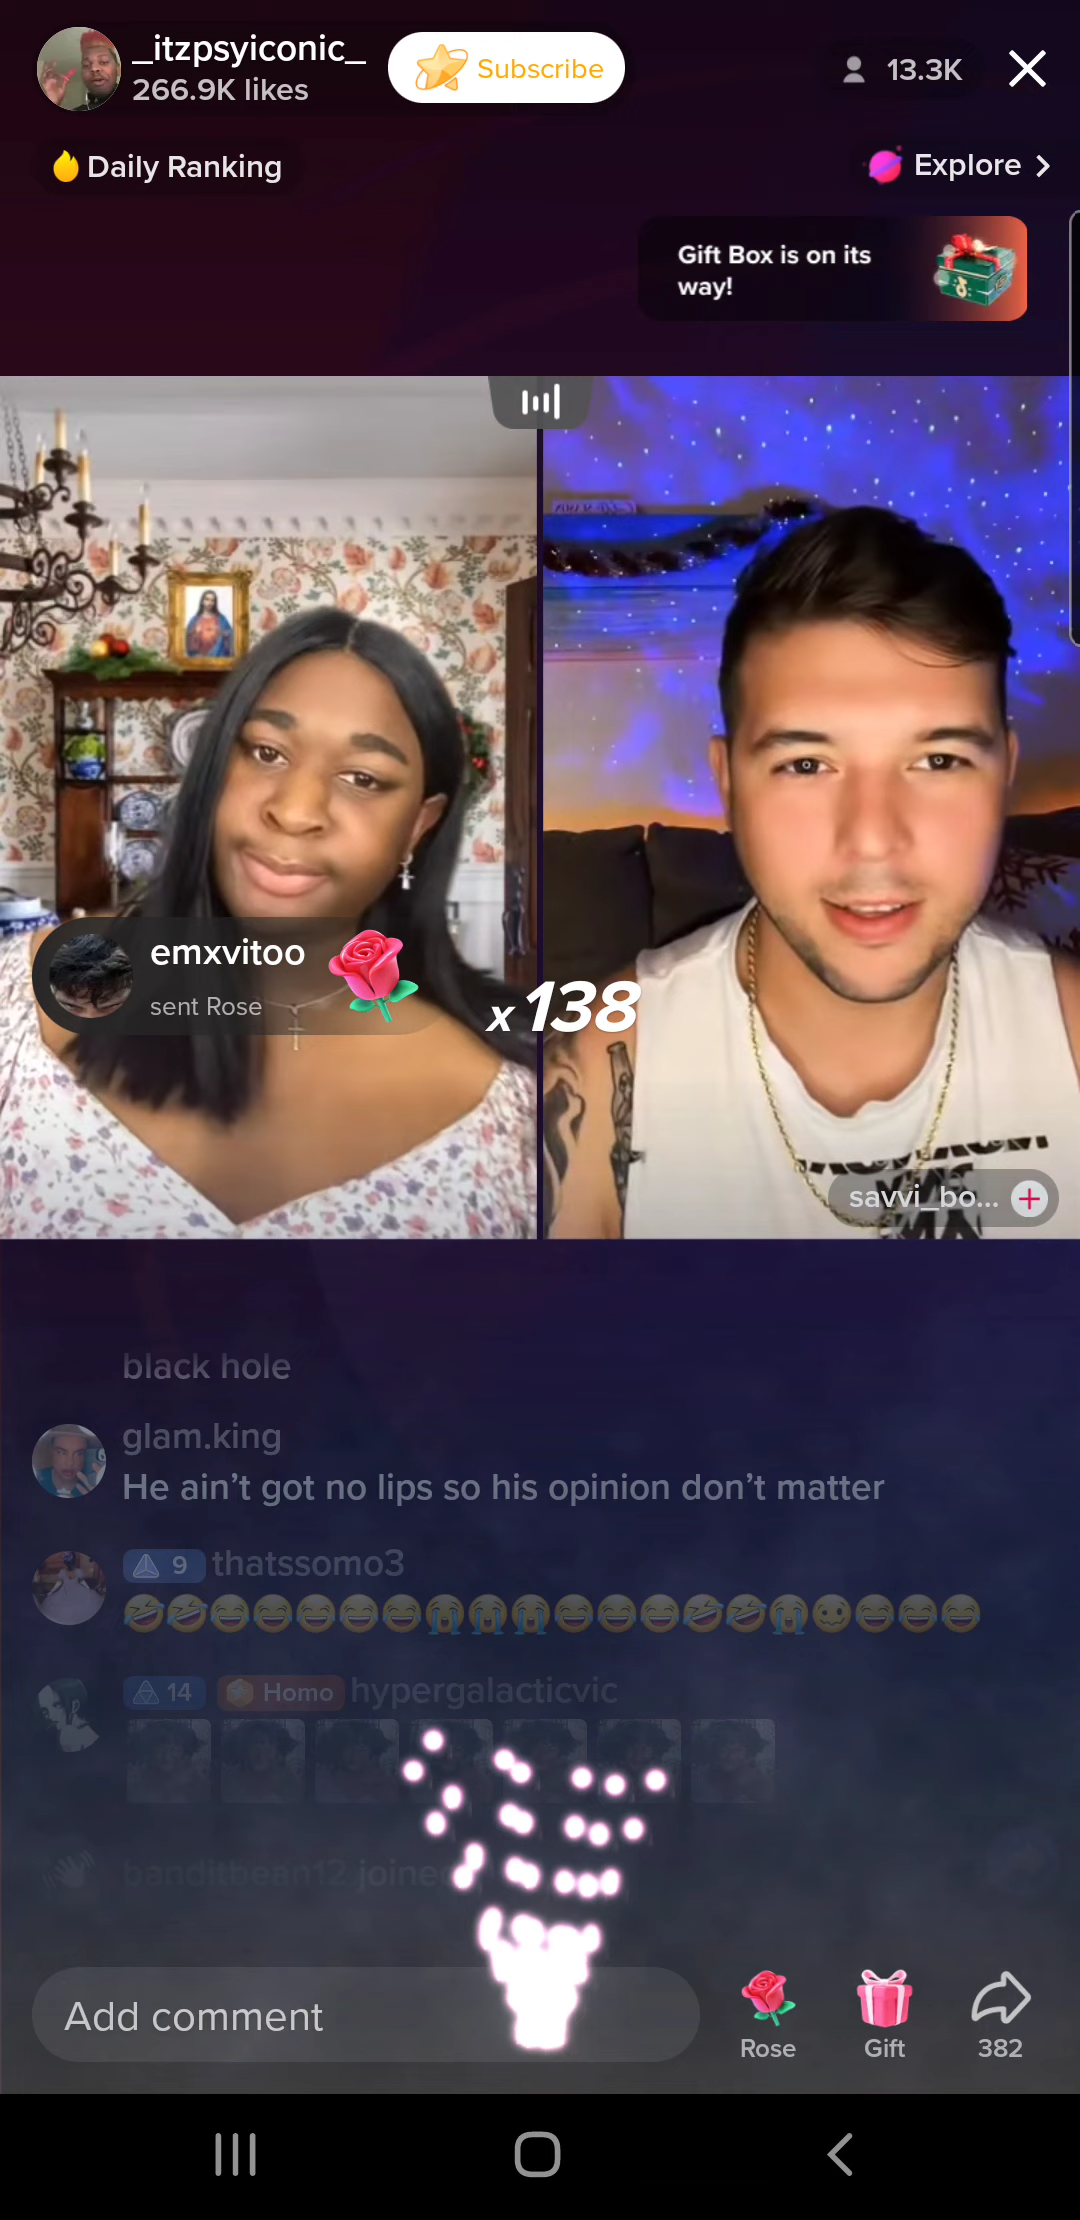 _itzpsyiconic_
266.9K likes
Subscribe
13.3K
Daily Ranking
Explore
Gift Box is on its
way!
emxvitoo
sent Rose
x138
savvi_bo...
black hole
glam.king
He ain’t got no lips so his opinion don’t matter
9 thatssomo3
🤣🤣😂😂😂😂😂😭😭😭😂😂😂🤣🤣😭🥴😂😂😂
14 Homo hypergalacticvic
banditbean12 joined
Add comment
Rose
Gift
382